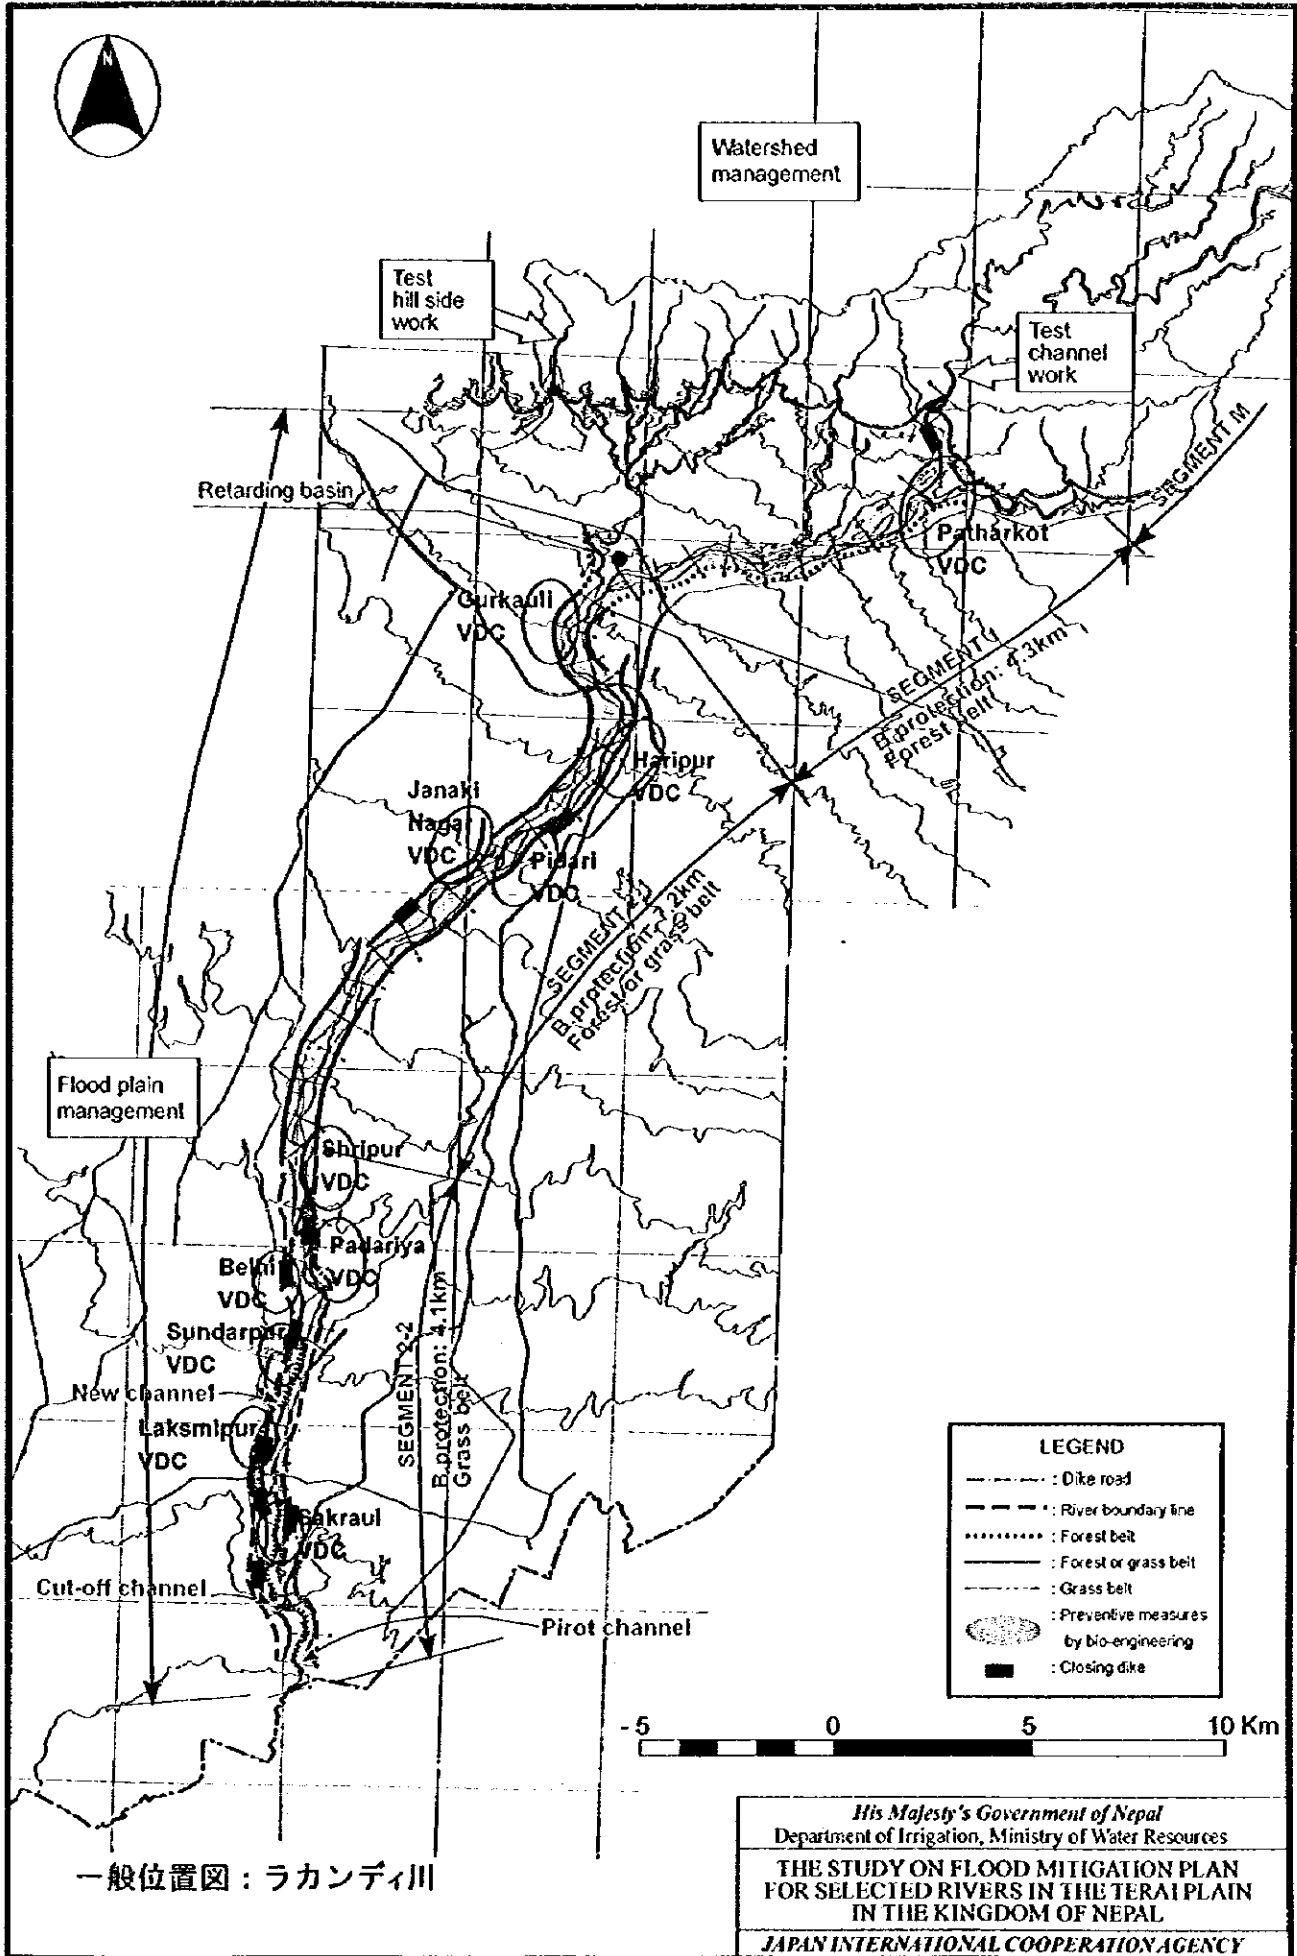 N
Watershed
management
Test
hill side
work
Test
channel
work
SEGMENT M
Retarding basin
Patharkot
VDC
Gurkauli
VDC
SEGMENT 1
B.protection: 4.3km
Forest belt
Haripur
VDC
Janaki
Nagar
VDC
Pidari
VDC
SEGMENT 2-1
B.protection: 7.2km
Forest or grass belt
Flood plain
management
Shripur
VDC
Padariya
VDC
Belhi
VDC
Sundarpur
VDC
New channel
Laksmipur
VDC
SEGMENT 2-2
B.protection: 4.1km
Grass belt
Sakraul
VDC
Cut-off channel
Pirot channel
LEGEND
: Dike road
: River boundary line
: Forest belt
: Forest or grass belt
: Grass belt
: Preventive measures
by bio-engineering
: Closing dike
- 5 0 5 10 Km
一般位置図：ラカンディ川
His Majesty's Government of Nepal
Department of Irrigation, Ministry of Water Resources
THE STUDY ON FLOOD MITIGATION PLAN
FOR SELECTED RIVERS IN THE TERAI PLAIN
IN THE KINGDOM OF NEPAL
JAPAN INTERNATIONAL COOPERATION AGENCY